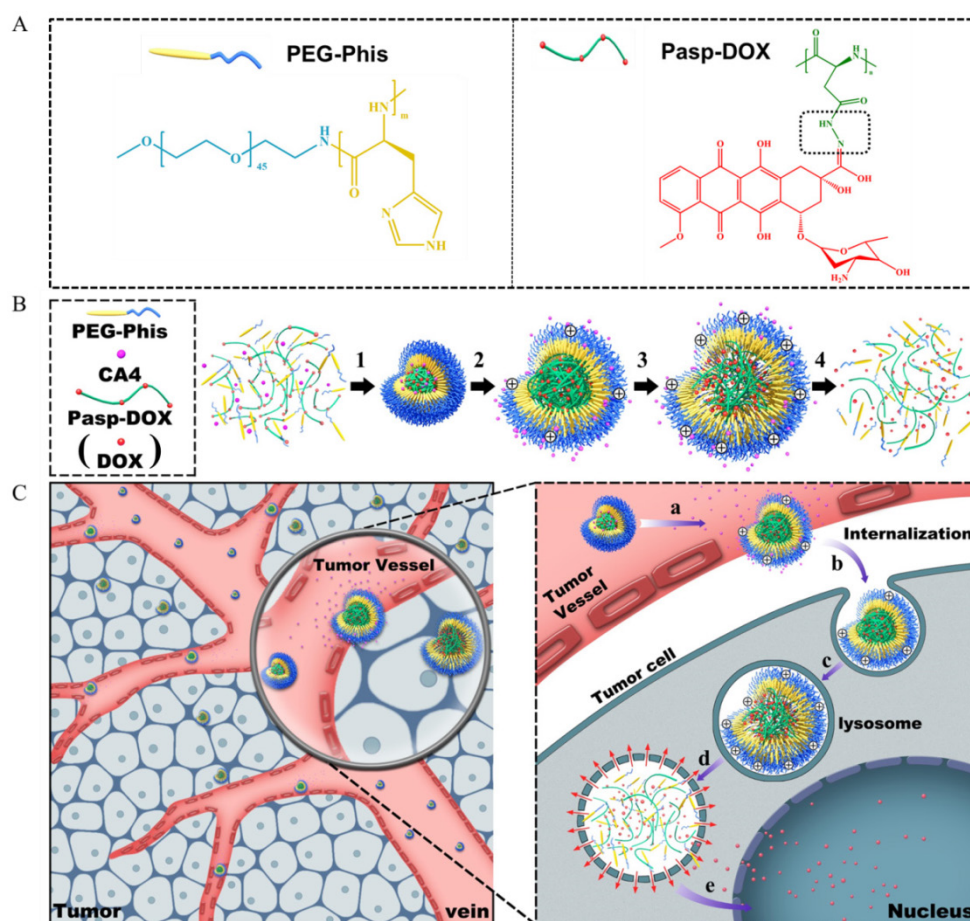 A
PEG-Phis
Pasp-DOX
O
45
H
N
O
HN
m
N
NH
O
H
N
n
O
HN
N
OH
O
OH
OH
O
O
OH
O
O
H₂N
OH
B
PEG-Phis
CA4
Pasp-DOX
( DOX )
1
2
3
4
C
Tumor Vessel
Tumor
vein
a
Internalization
b
Tumor Vessel
Tumor cell
c
lysosome
d
e
Nucleus